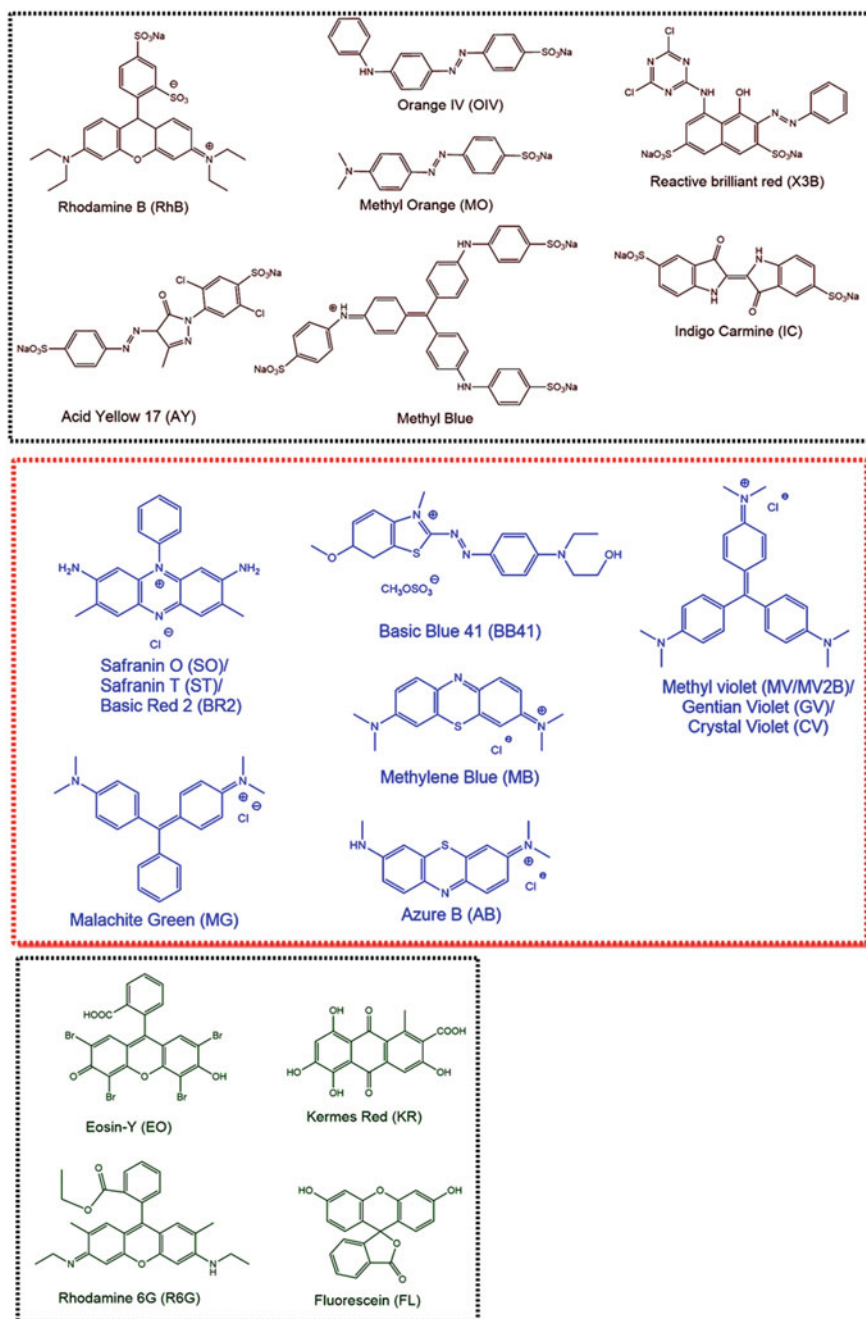 SO₃Na
⊖
SO₃
⊕
N
O
N
Rhodamine B (RhB)
N
H
N
N
SO₃Na
Orange IV (OIV)
N
N
N
SO₃Na
Methyl Orange (MO)
Cl
N
N
N
Cl
NH
OH
N
N
NaO₃S
SO₃Na
Reactive brilliant red (X3B)
SO₃Na
Cl
O
Cl
N
N
N
N
NaO₃S
Acid Yellow 17 (AY)
HN
SO₃Na
H
⊕
N
NaO₃S
HN
SO₃Na
Methyl Blue
O
H
N
NaO₃S
N
H
O
SO₃Na
Indigo Carmine (IC)
H₂N
N
⊕
NH₂
N
Cl
⊖
Safranin O (SO)/
Safranin T (ST)/
Basic Red 2 (BR2)
N
⊕
O
S
N
N
N
OH
⊖
CH₃OSO₃
Basic Blue 41 (BB41)
⊕
N
Cl
⊖
N
N
Methyl violet (MV/MV2B)/
Gentian Violet (GV)/
Crystal Violet (CV)
N
N
S
⊕
N
Cl
⊖
Methylene Blue (MB)
N
N
⊕
Cl
⊖
Malachite Green (MG)
HN
S
N
N
⊕
Cl
⊖
Azure B (AB)
HOOC
Br
Br
O
O
OH
Br
Br
Eosin-Y (EO)
OH
O
COOH
HO
OH
OH
O
Kermes Red (KR)
O
O
N
O
N
H
Rhodamine 6G (R6G)
HO
O
OH
O
O
Fluorescein (FL)